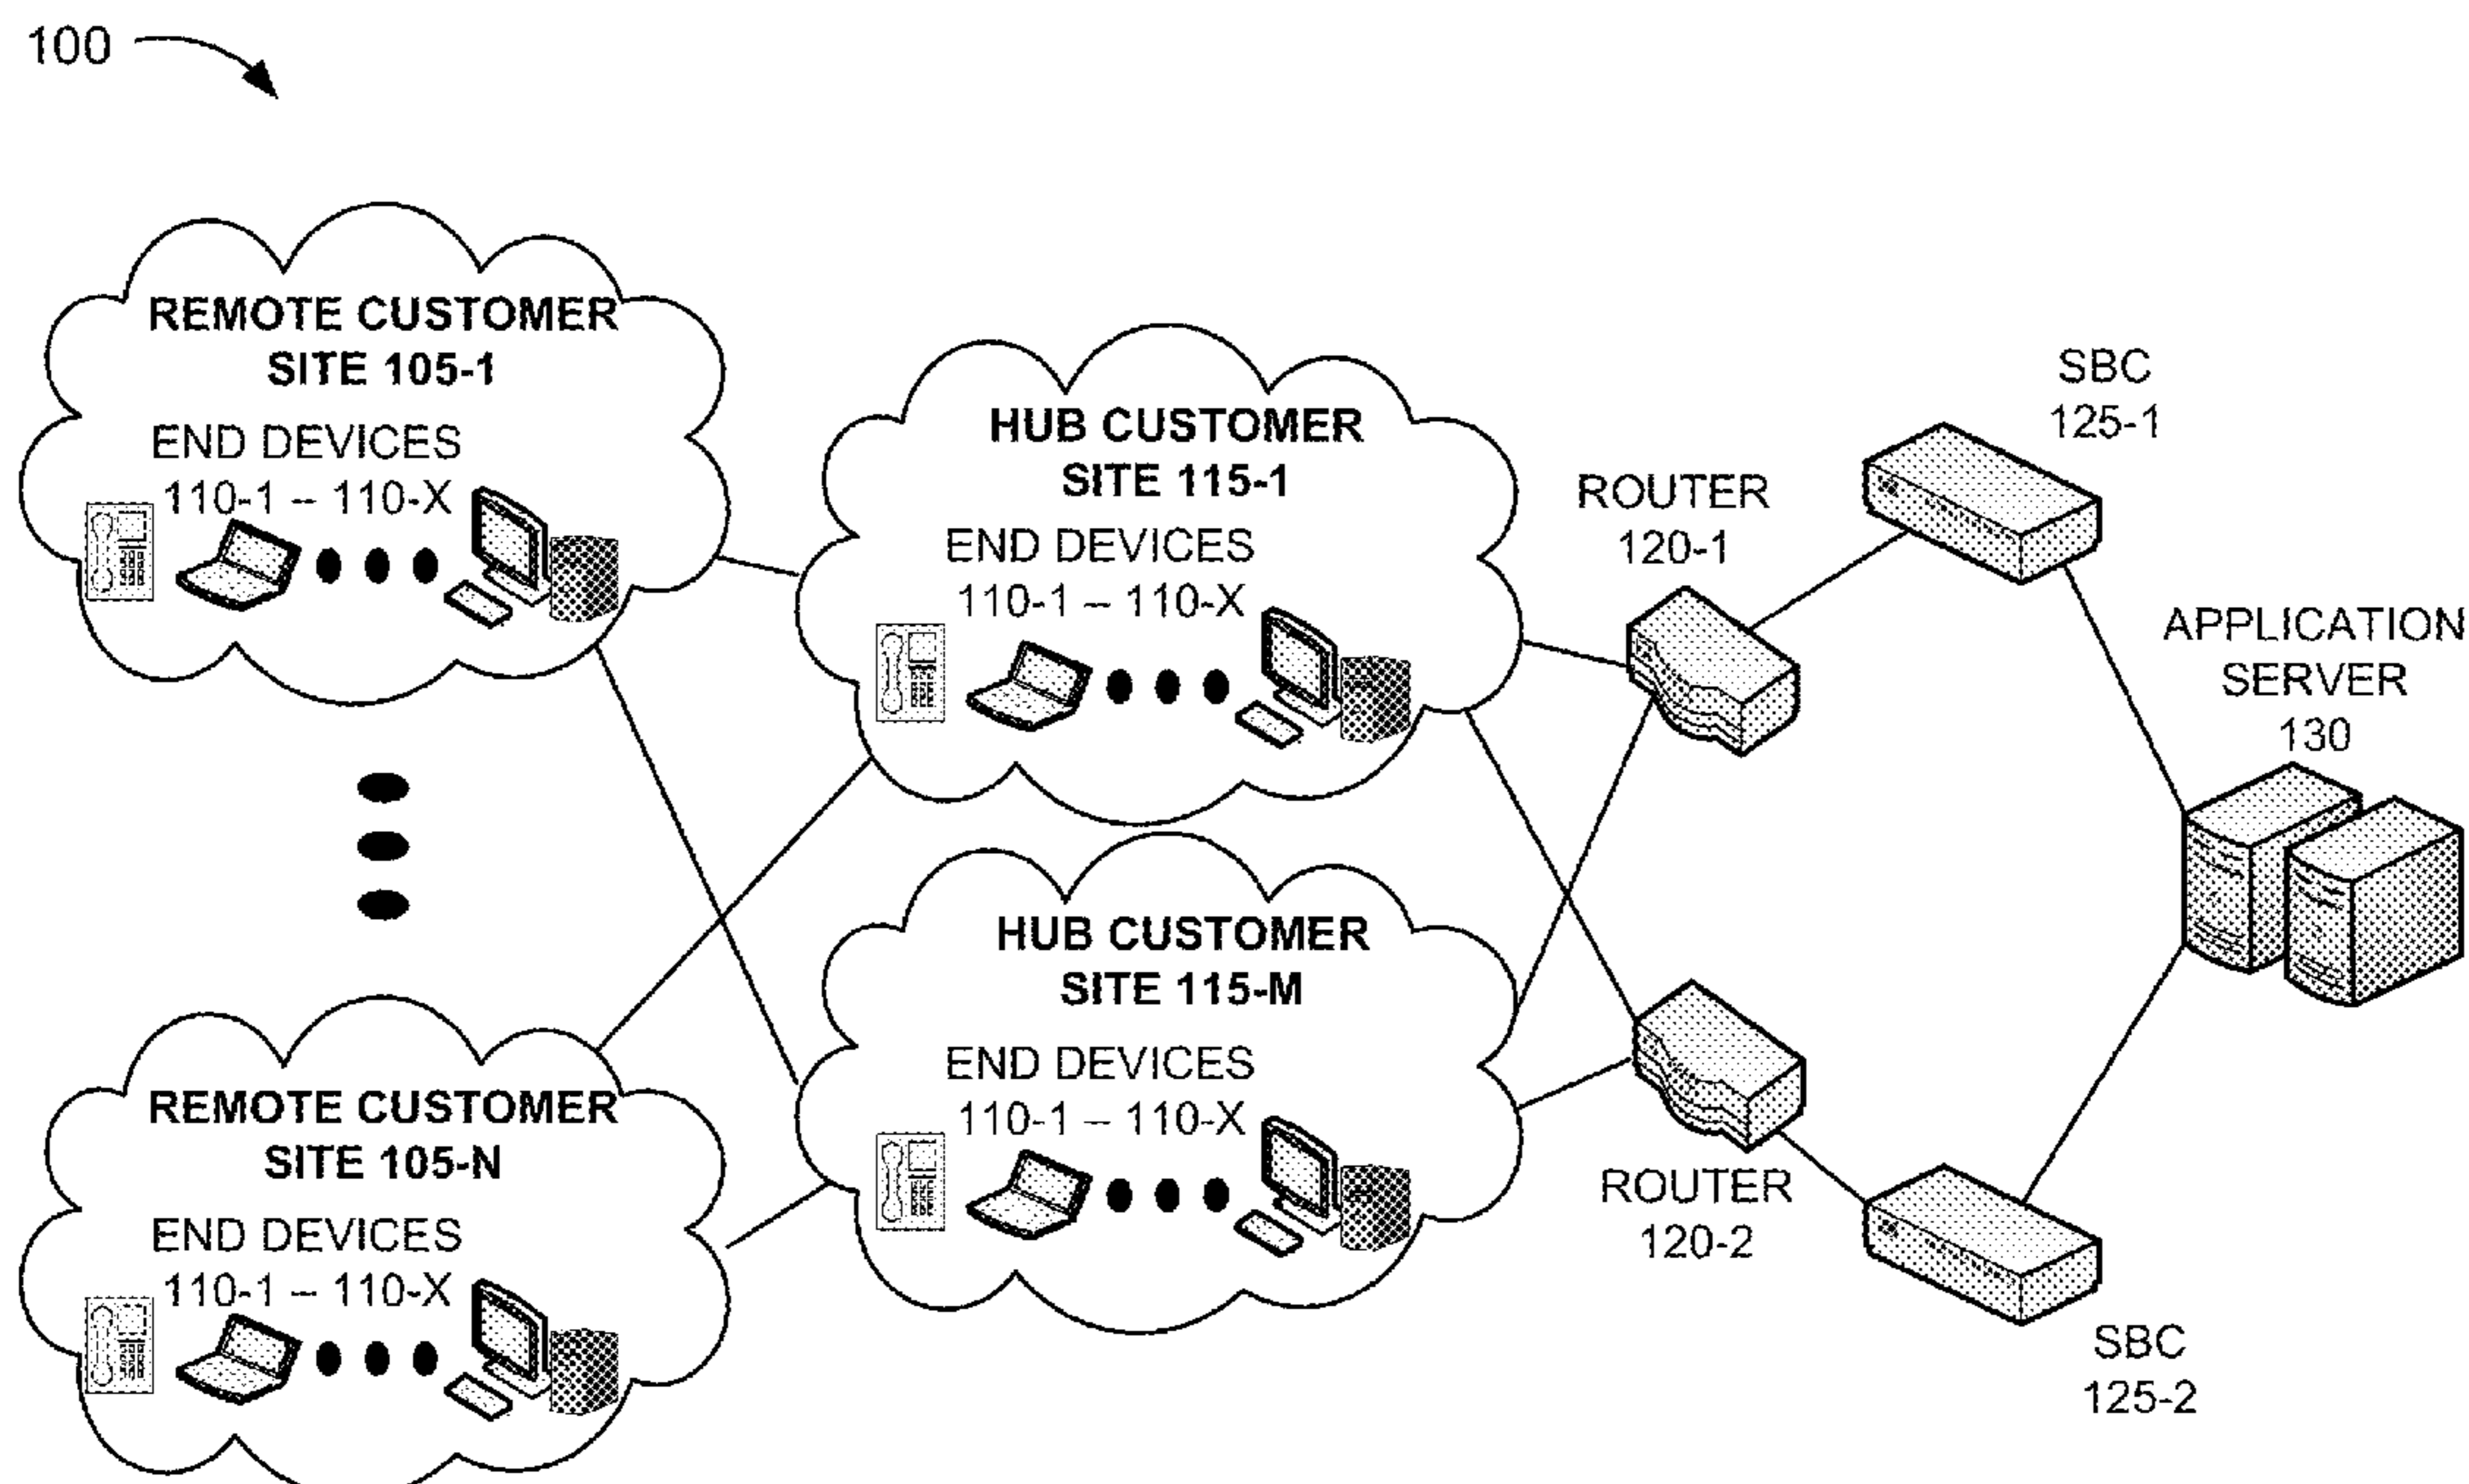 100
REMOTE CUSTOMER
SITE 105-1
END DEVICES
110-1 – 110-X
HUB CUSTOMER
SITE 115-1
END DEVICES
110-1 – 110-X
ROUTER
120-1
SBC
125-1
APPLICATION
SERVER
130
REMOTE CUSTOMER
SITE 105-N
END DEVICES
110-1 – 110-X
HUB CUSTOMER
SITE 115-M
END DEVICES
110-1 – 110-X
ROUTER
120-2
SBC
125-2